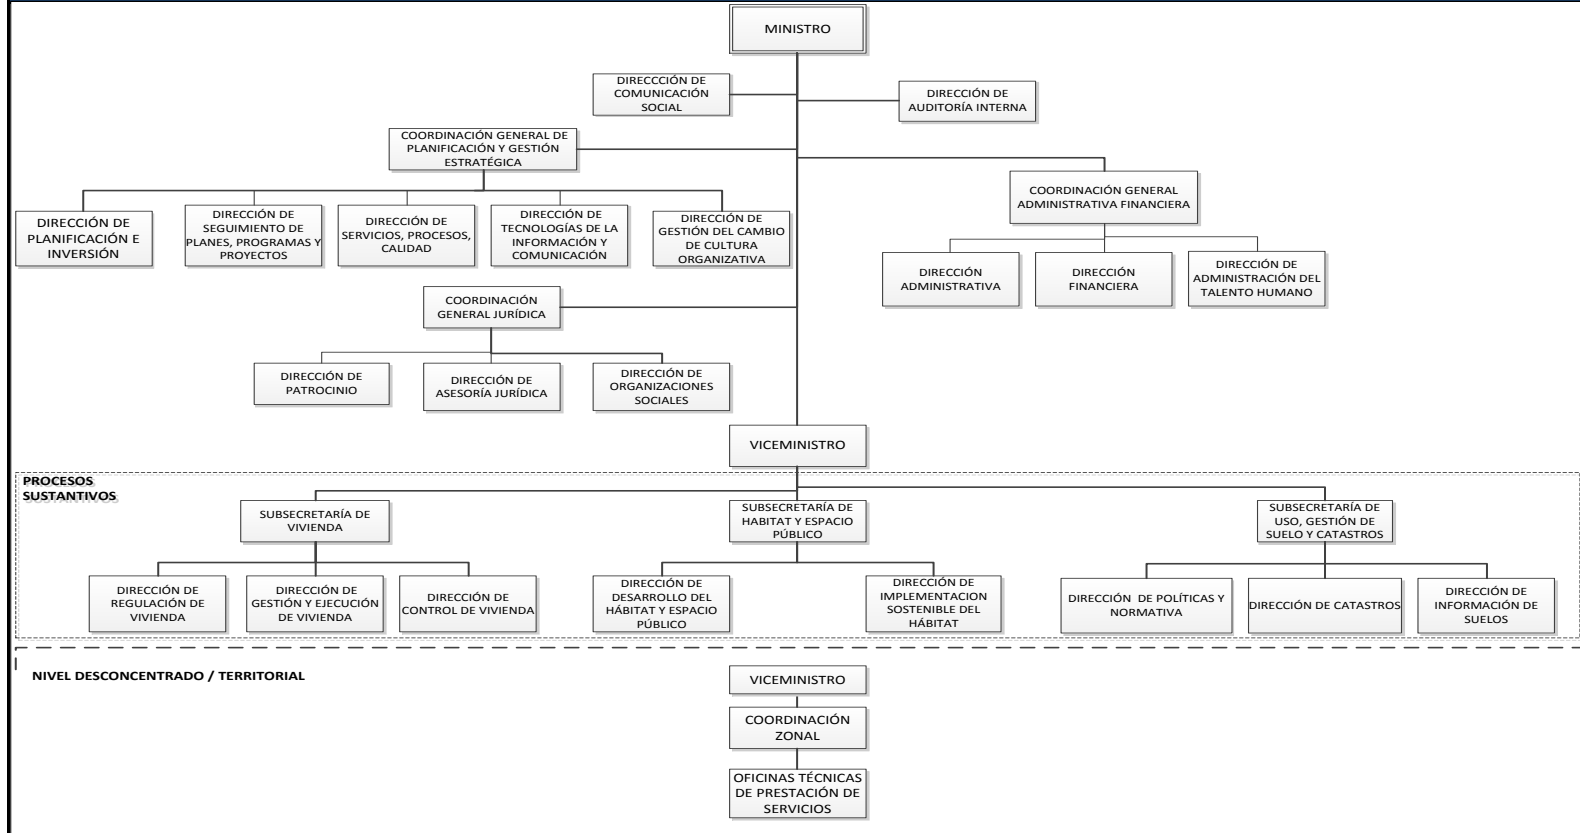 MINISTRO
DIRECCCIÓN DE
COMUNICACIÓN
SOCIAL
DIRECCIÓN DE
AUDITORÍA INTERNA
COORDINACIÓN GENERAL DE
PLANIFICACIÓN Y GESTIÓN
ESTRATÉGICA
COORDINACIÓN GENERAL
ADMINISTRATIVA FINANCIERA
DIRECCIÓN DE
PLANIFICACIÓN E
INVERSIÓN
DIRECCIÓN DE
SEGUIMIENTO DE
PLANES, PROGRAMAS Y
PROYECTOS
DIRECCIÓN DE
SERVICIOS, PROCESOS,
CALIDAD
DIRECCIÓN DE
TECNOLOGÍAS DE LA
INFORMACIÓN Y
COMUNICACIÓN
DIRECCIÓN DE
GESTIÓN DEL CAMBIO
DE CULTURA
ORGANIZATIVA
DIRECCIÓN
ADMINISTRATIVA
DIRECCIÓN
FINANCIERA
DIRECCIÓN DE
ADMINISTRACIÓN DEL
TALENTO HUMANO
COORDINACIÓN
GENERAL JURÍDICA
DIRECCIÓN DE
PATROCINIO
DIRECCIÓN DE
ASESORÍA JURÍDICA
DIRECCIÓN DE
ORGANIZACIONES
SOCIALES
VICEMINISTRO
PROCESOS
SUSTANTIVOS
SUBSECRETARÍA DE
VIVIENDA
SUBSECRETARÍA DE
HABITAT Y ESPACIO
PÚBLICO
SUBSECRETARÍA DE
USO, GESTIÓN DE
SUELO Y CATASTROS
DIRECCIÓN DE
REGULACIÓN DE
VIVIENDA
DIRECCIÓN DE
GESTIÓN Y EJECUCIÓN
DE VIVIENDA
DIRECCIÓN DE
CONTROL DE VIVIENDA
DIRECCIÓN DE
DESARROLLO DEL
HÁBITAT Y ESPACIO
PÚBLICO
DIRECCIÓN DE
IMPLEMENTACION
SOSTENIBLE DEL
HÁBITAT
DIRECCIÓN DE POLÍTICAS Y
NORMATIVA
DIRECCIÓN DE CATASTROS
DIRECCIÓN DE
INFORMACIÓN DE
SUELOS
NIVEL DESCONCENTRADO / TERRITORIAL
VICEMINISTRO
COORDINACIÓN
ZONAL
OFICINAS TÉCNICAS
DE PRESTACIÓN DE
SERVICIOS